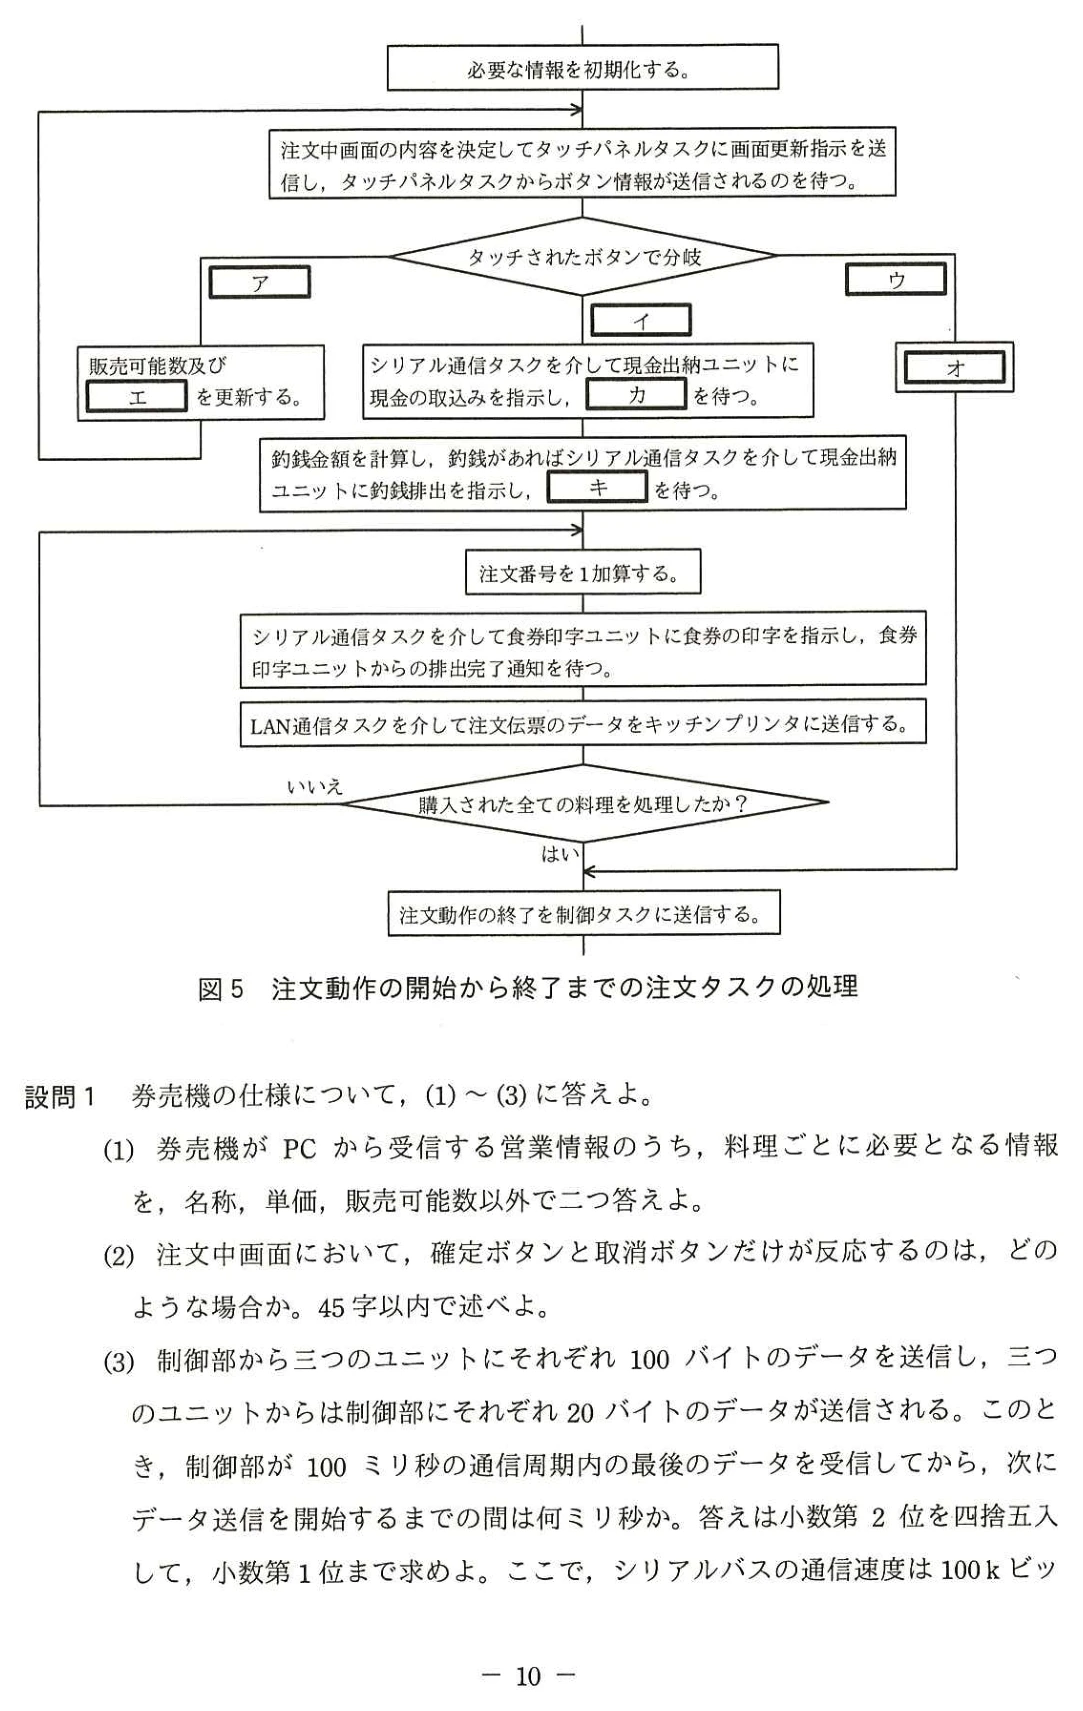 必要な情報を初期化する。
注文中画面の内容を決定してタッチパネルタスクに画面更新指示を送
信し，タッチパネルタスクからボタン情報が送信されるのを待つ。
タッチされたボタンで分岐
ア
イ
ウ
販売可能数及び
エ を更新する。
シリアル通信タスクを介して現金出納ユニットに
現金の取込みを指示し， カ を待つ。
オ
釣銭金額を計算し，釣銭があればシリアル通信タスクを介して現金出納
ユニットに釣銭排出を指示し， キ を待つ。
注文番号を1加算する。
シリアル通信タスクを介して食券印字ユニットに食券の印字を指示し，食券
印字ユニットからの排出完了通知を待つ。
LAN通信タスクを介して注文伝票のデータをキッチンプリンタに送信する。
いいえ
購入された全ての料理を処理したか？
はい
注文動作の終了を制御タスクに送信する。
図5 注文動作の開始から終了までの注文タスクの処理
設問1 券売機の仕様について，(1)～(3)に答えよ。
(1) 券売機が PC から受信する営業情報のうち，料理ごとに必要となる情報
を，名称，単価，販売可能数以外で二つ答えよ。
(2) 注文中画面において，確定ボタンと取消ボタンだけが反応するのは，どの
ような場合か。45字以内で述べよ。
(3) 制御部から三つのユニットにそれぞれ 100 バイトのデータを送信し，三つ
のユニットからは制御部にそれぞれ 20 バイトのデータが送信される。このと
き，制御部が 100 ミリ秒の通信周期内の最後のデータを受信してから，次に
データ送信を開始するまでの間は何ミリ秒か。答えは小数第 2 位を四捨五入
して，小数第1位まで求めよ。ここで，シリアルバスの通信速度は100kビッ
－ 10 －